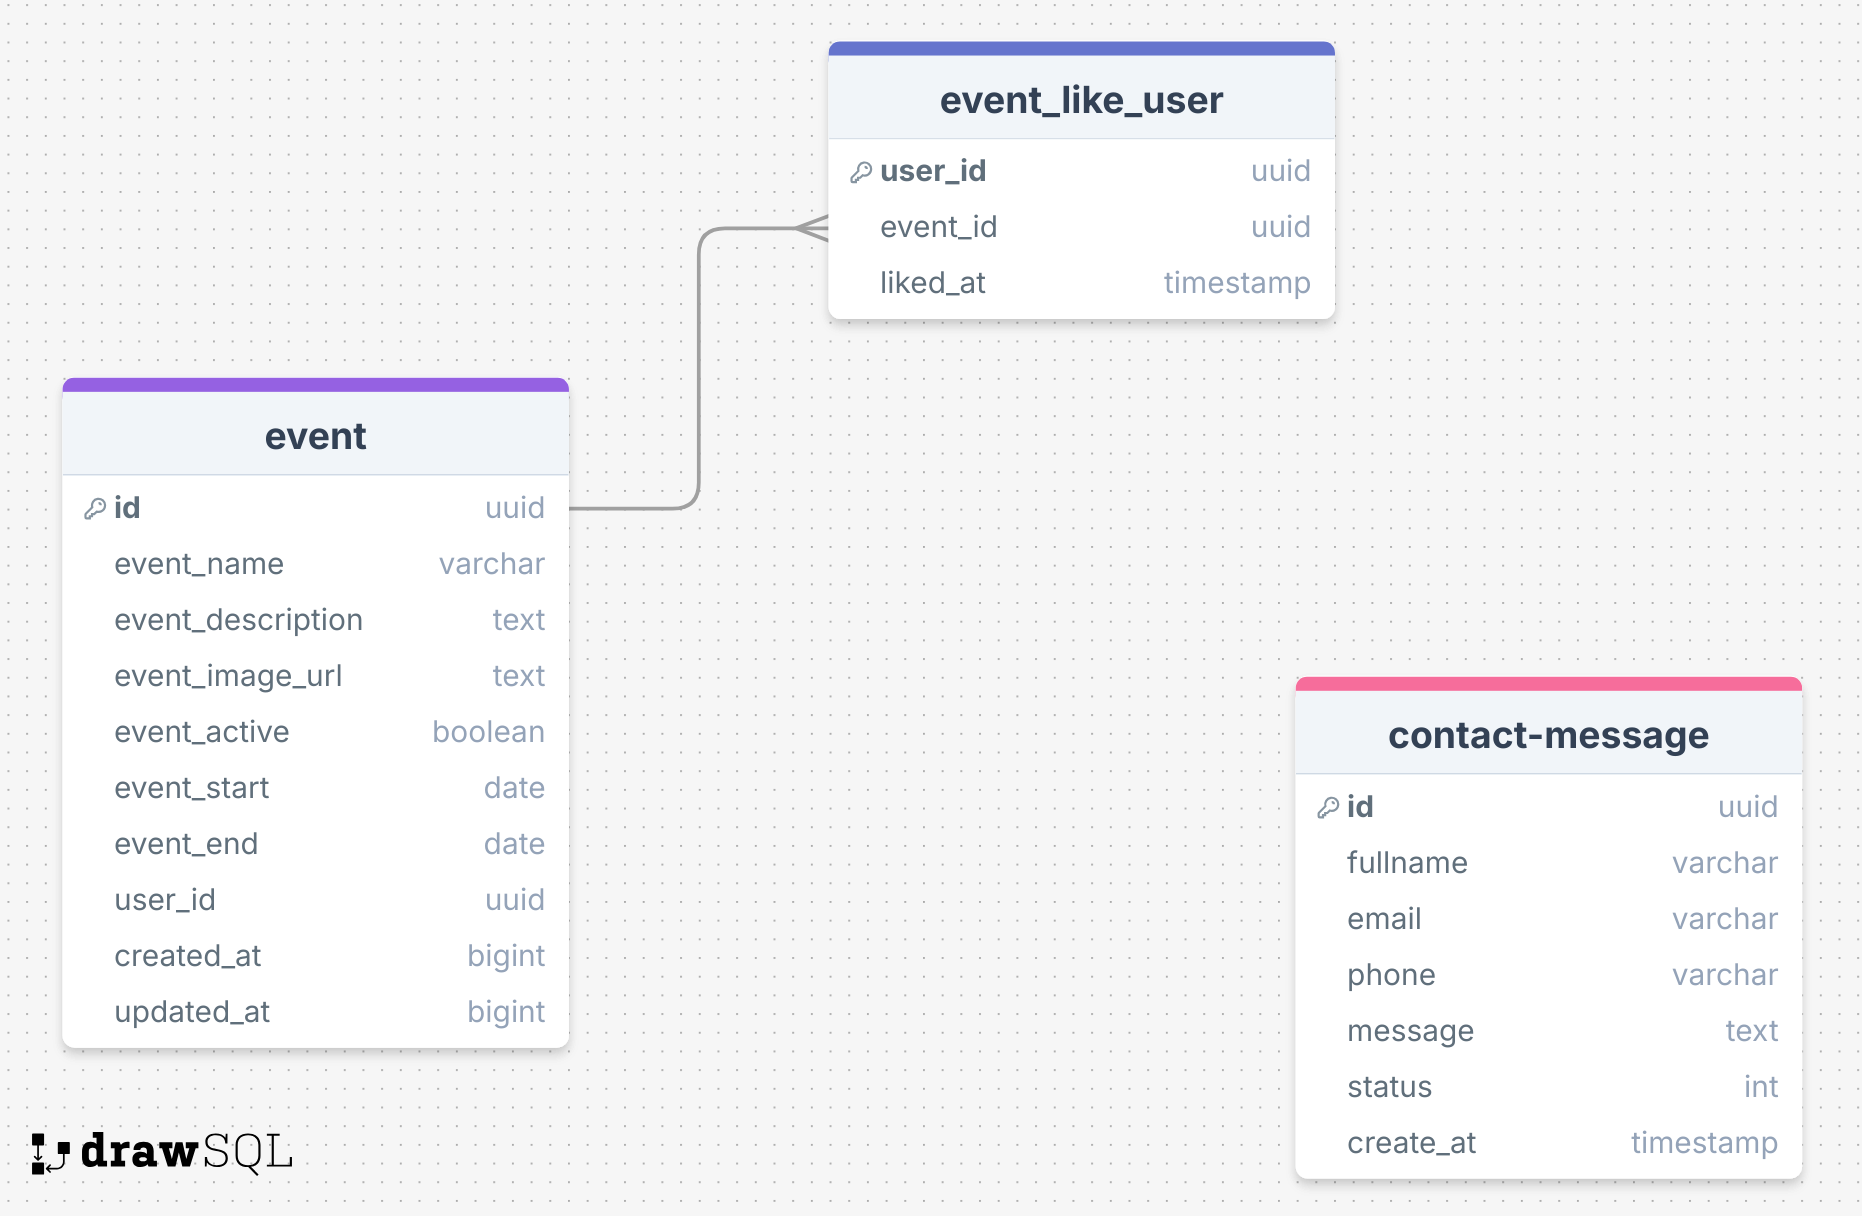 event_like_user
user_id uuid
event_id uuid
liked_at timestamp
event
id uuid
event_name varchar
event_description text
event_image_url text
event_active boolean
event_start date
event_end date
user_id uuid
created_at bigint
updated_at bigint
contact-message
id uuid
fullname varchar
email varchar
phone varchar
message text
status int
create_at timestamp
drawSQL